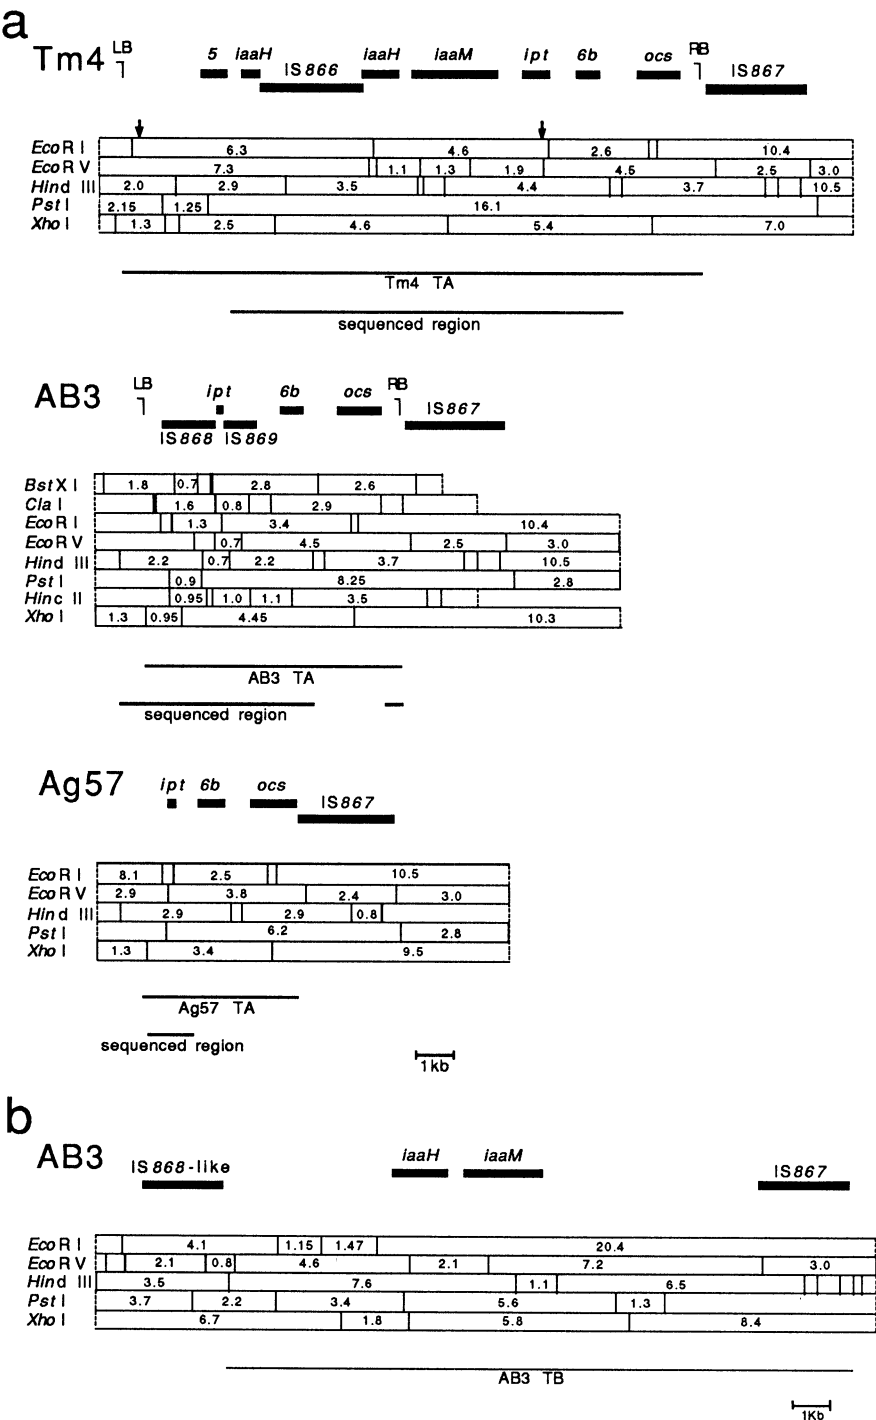 a
LB RB
Tm4 5 iaaH IS866 iaaH iaaM ipt 6b ocs IS867
EcoR I 6.3 4.6 2.6 10.4
EcoR V 7.3 1.1 1.3 1.9 4.5 2.5 3.0
Hind III 2.0 2.9 3.5 4.4 3.7 10.5
Pst I 2.15 1.25 16.1
Xho I 1.3 2.5 4.6 5.4 7.0
Tm4 TA
sequenced region
LB ipt 6b ocs RB
AB3 IS867
IS868 IS869
BstX I 1.8 0.7 2.8 2.6
Cla I 1.6 0.8 2.9
EcoR I 1.3 3.4 10.4
EcoR V 0.7 4.5 2.5 3.0
Hind III 2.2 0.7 2.2 3.7 10.5
Pst I 0.9 8.25 2.8
Hinc II 0.95 1.0 1.1 3.5
Xho I 1.3 0.95 4.45 10.3
AB3 TA
sequenced region
Ag57 ipt 6b ocs IS867
EcoR I 8.1 2.5 10.5
EcoR V 2.9 3.8 2.4 3.0
Hind III 2.9 2.9 0.8
Pst I 6.2 2.8
Xho I 1.3 3.4 9.5
Ag57 TA
sequenced region
1kb
b
AB3 IS868-like iaaH iaaM IS867
EcoR I 4.1 1.15 1.47 20.4
EcoR V 2.1 0.8 4.6 2.1 7.2 3.0
Hind III 3.5 7.6 1.1 6.5
Pst I 3.7 2.2 3.4 5.6 1.3
Xho I 6.7 1.8 5.8 8.4
AB3 TB
1Kb